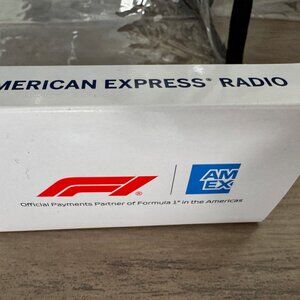 MERICAN EXPRESS® RADIO
F1®
AM
EX
Official Payments Partner of Formula 1® in the Americas